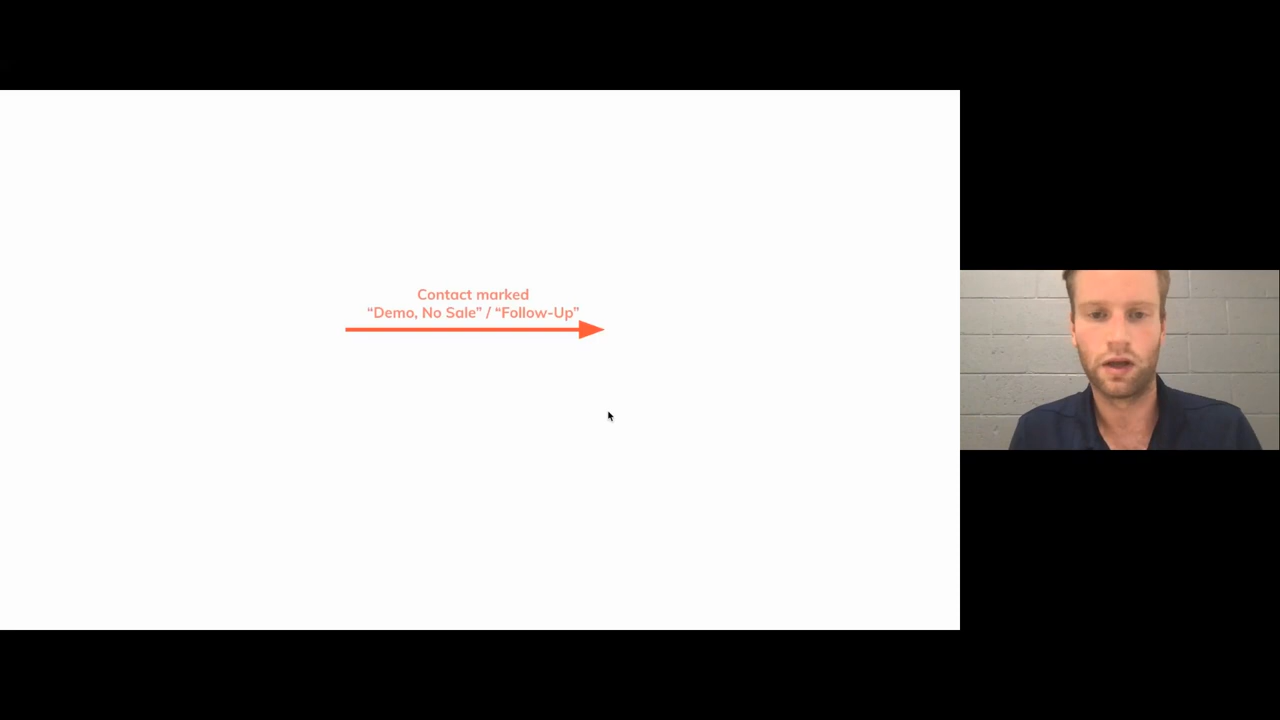 Contact marked
“Demo, No Sale” / “Follow-Up”